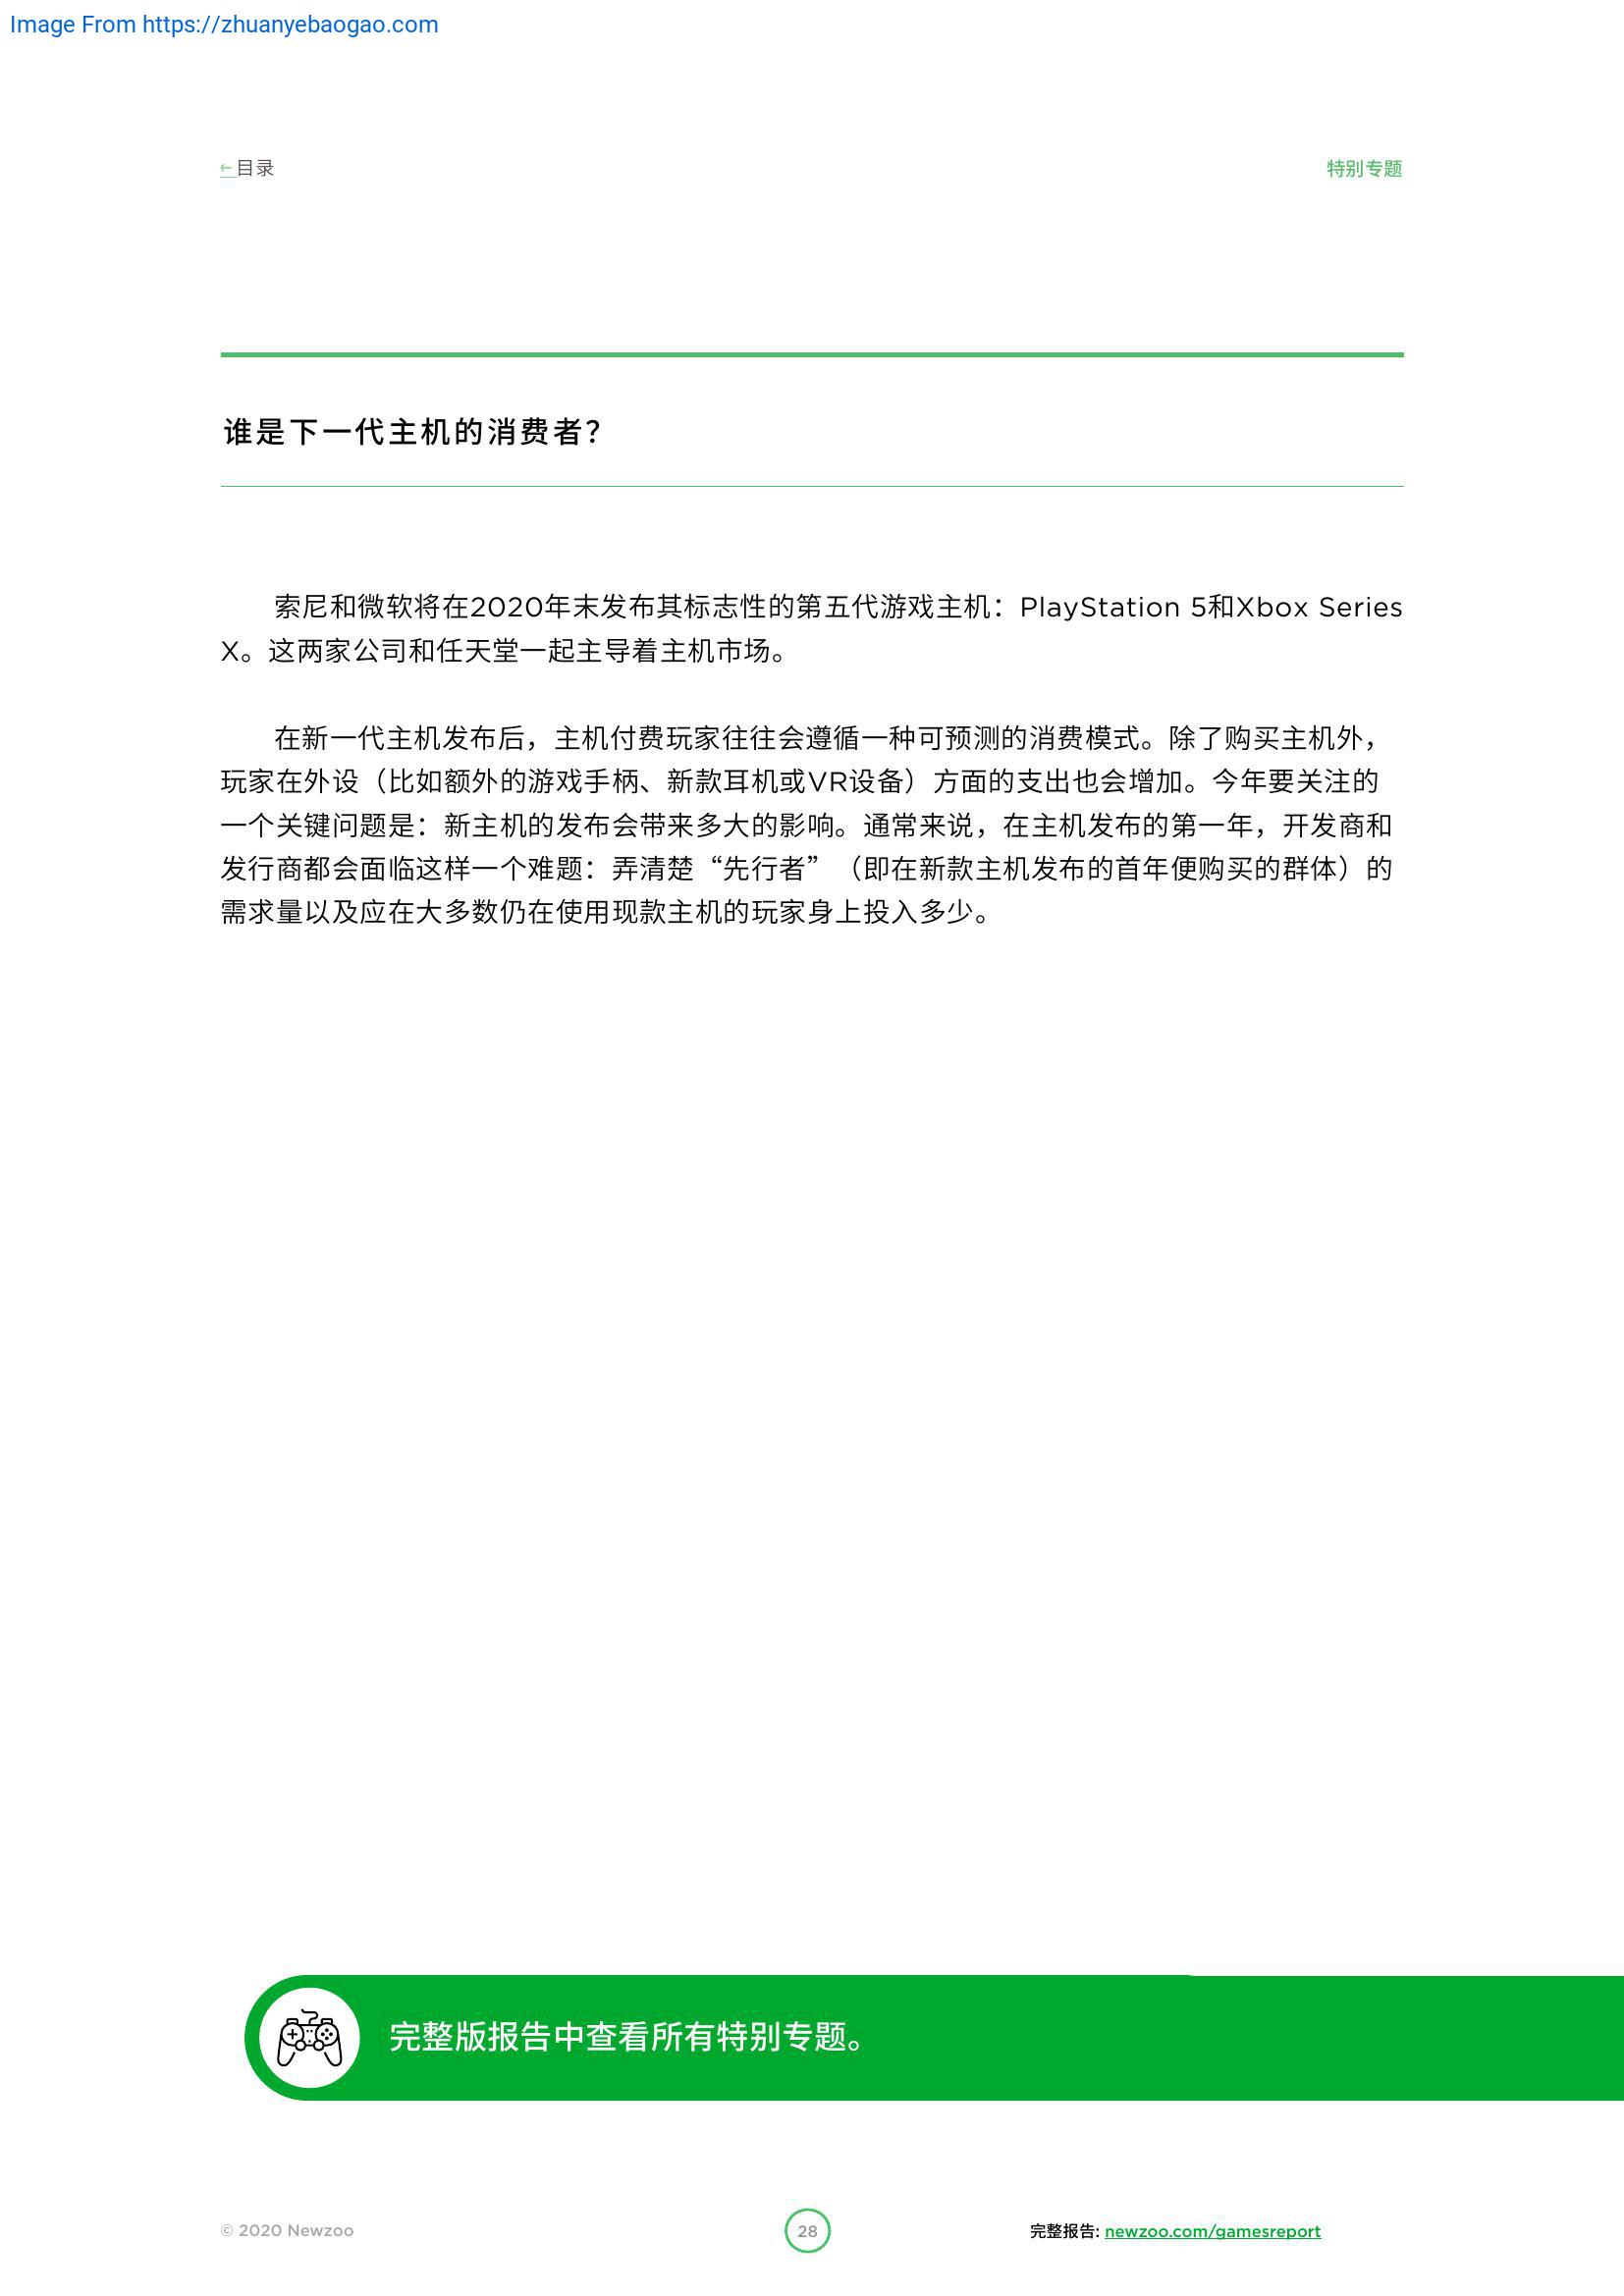 Image From https://zhuanyebaogao.com
←目录
特别专题
谁是下一代主机的消费者？
索尼和微软将在2020年末发布其标志性的第五代游戏主机：PlayStation 5和Xbox Series
X。这两家公司和任天堂一起主导着主机市场。
在新一代主机发布后，主机付费玩家往往会遵循一种可预测的消费模式。除了购买主机外，
玩家在外设（比如额外的游戏手柄、新款耳机或VR设备）方面的支出也会增加。今年要关注的
一个关键问题是：新主机的发布会带来多大的影响。通常来说，在主机发布的第一年，开发商和
发行商都会面临这样一个难题：弄清楚“先行者”（即在新款主机发布的首年便购买的群体）的
需求量以及应在大多数仍在使用现款主机的玩家身上投入多少。
完整版报告中查看所有特别专题。
© 2020 Newzoo
28
完整报告: newzoo.com/gamesreport